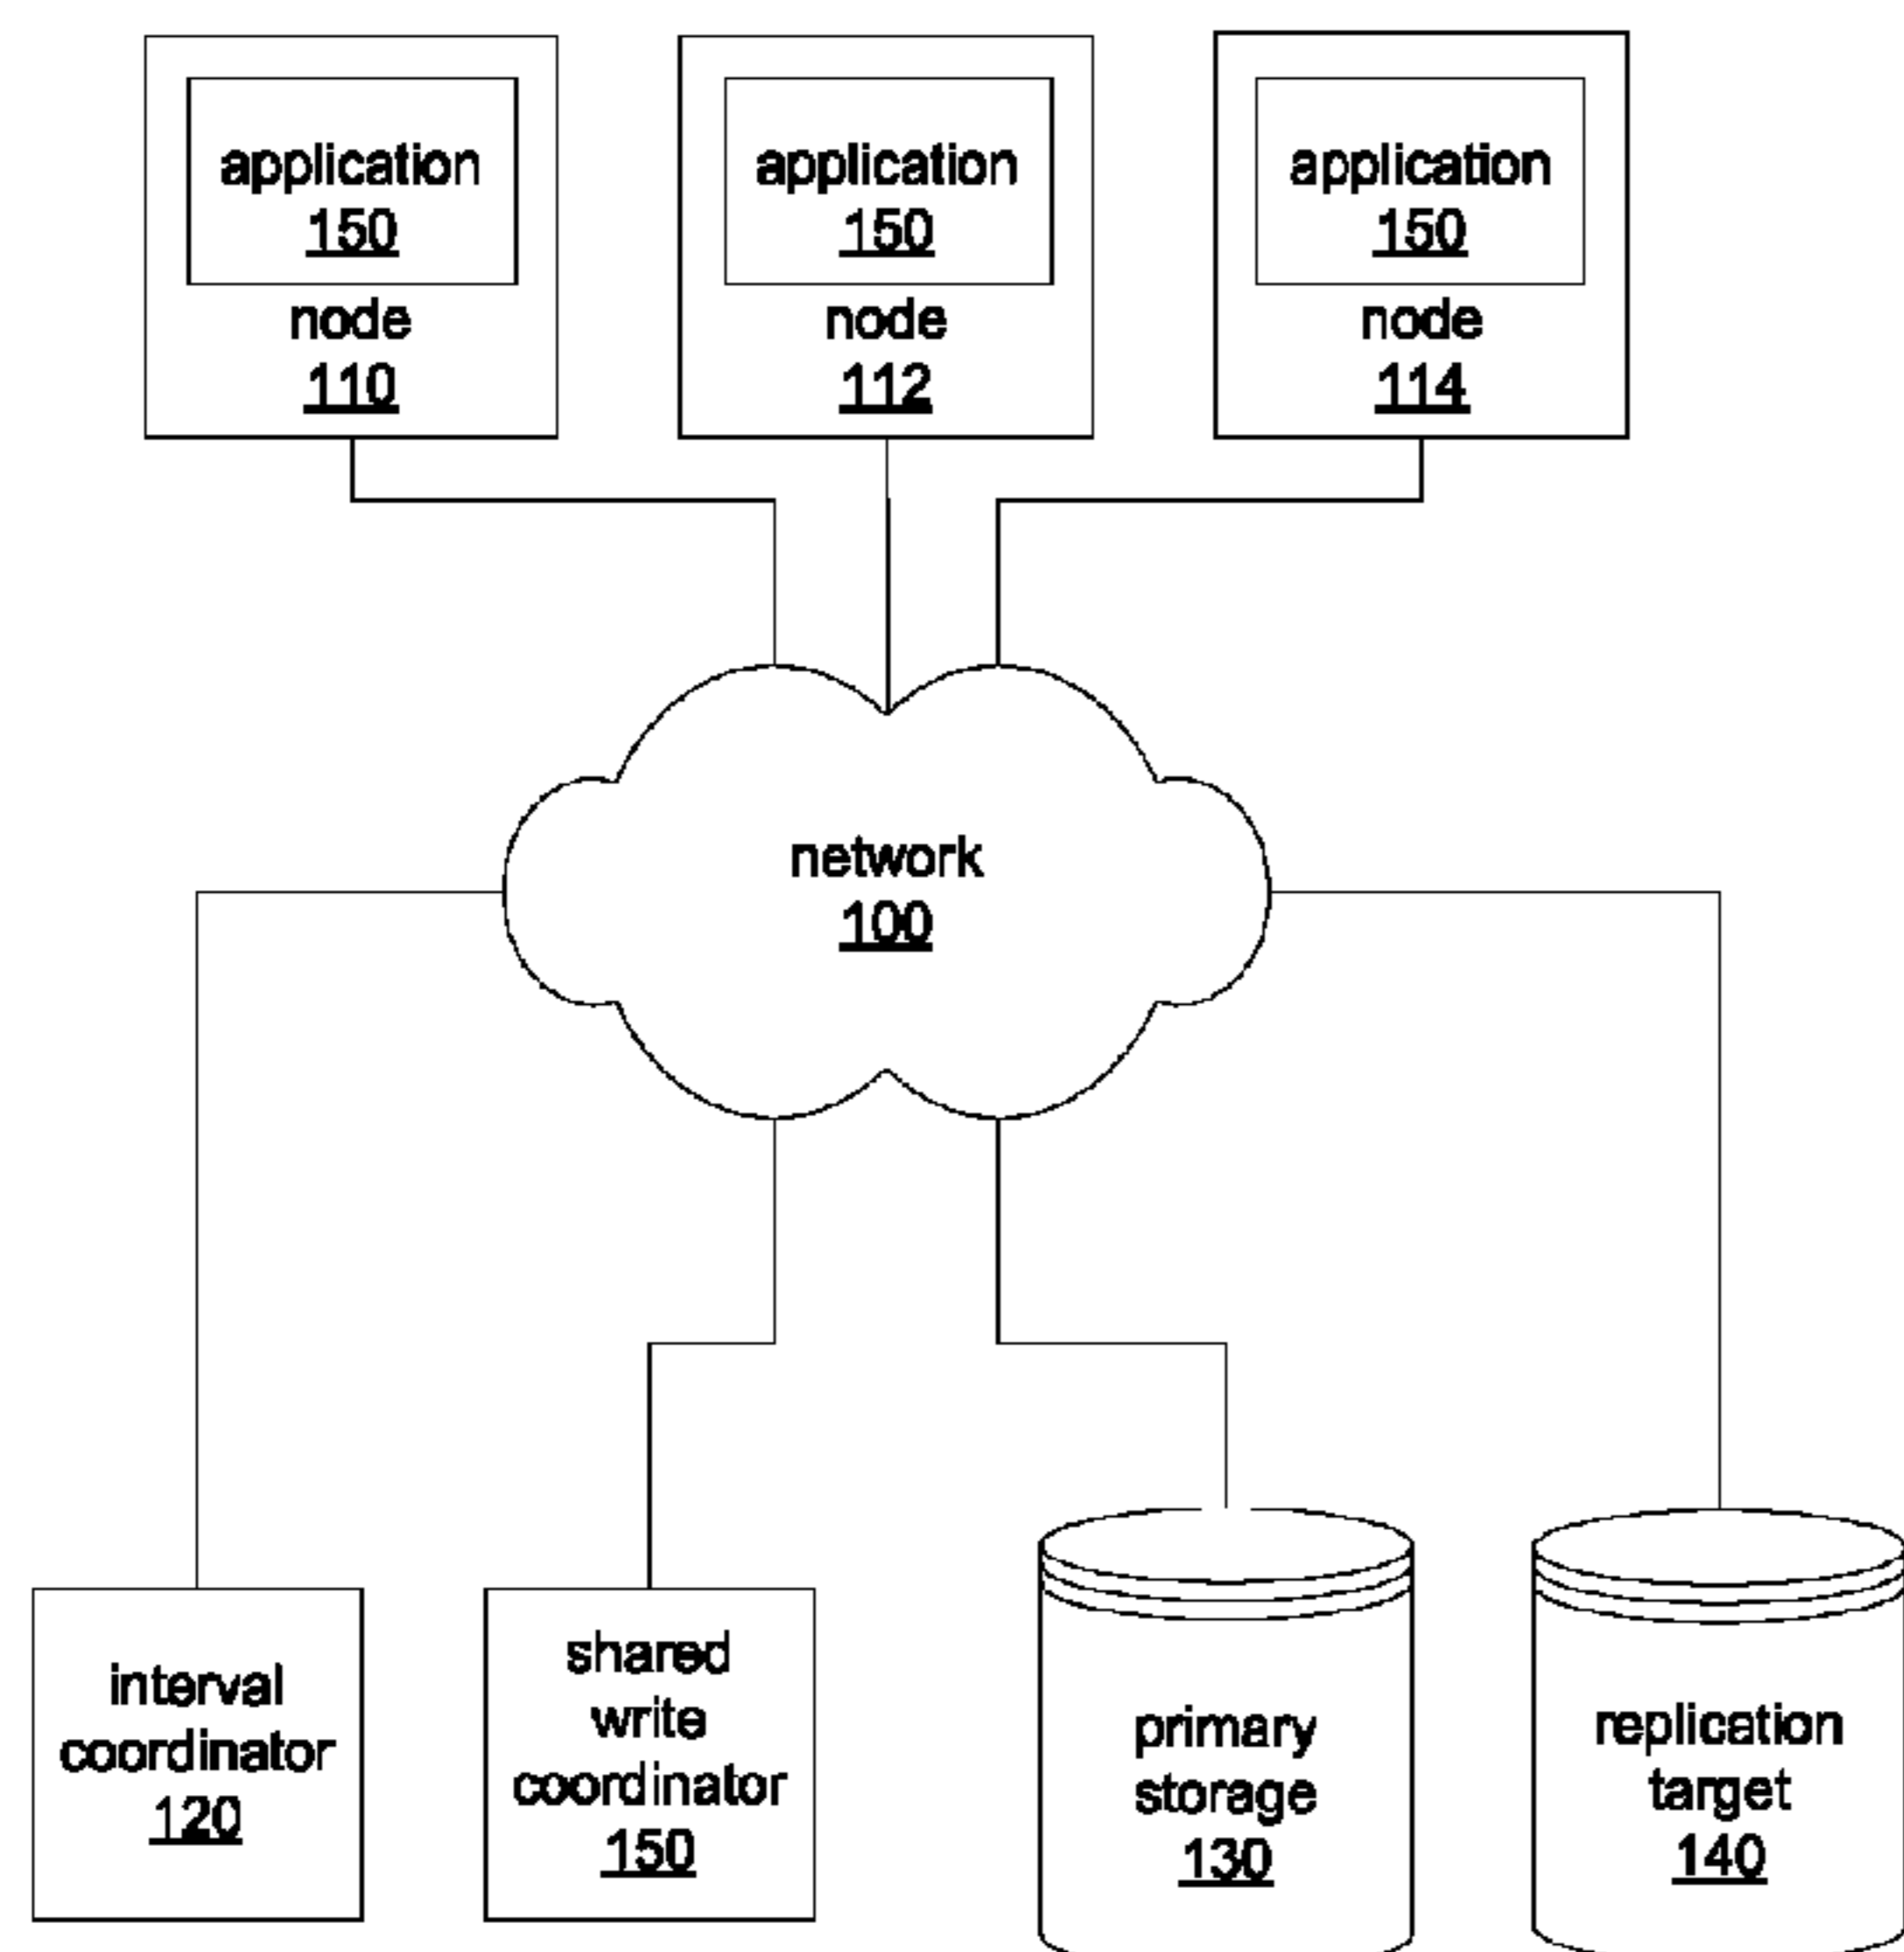 application
150
node
110
application
150
node
112
application
150
node
114
network
100
interval
coordinator
120
shared
write
coordinator
150
primary
storage
130
replication
target
140